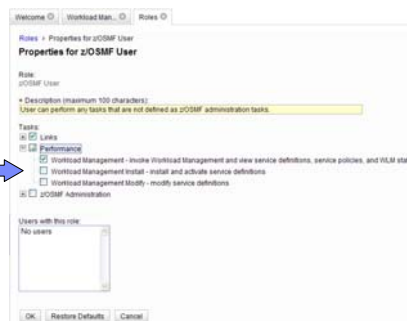 Welcome
Workload Man...
Roles
Roles > Properties for z/OSMF User
Properties for z/OSMF User
Role:
z/OSMF User
* Description (maximum 100 characters):
User can perform any tasks that are not defined as z/OSMF administration tasks.
Tasks:
Links
Performance
Workload Management - Invoke Workload Management and view service definitions, service policies, and WLM sta
Workload Management Install - install and activate service definitions
Workload Management Modify - modify service definitions
z/OSMF Administration
Users with this role:
No users
OK
Restore Defaults
Cancel